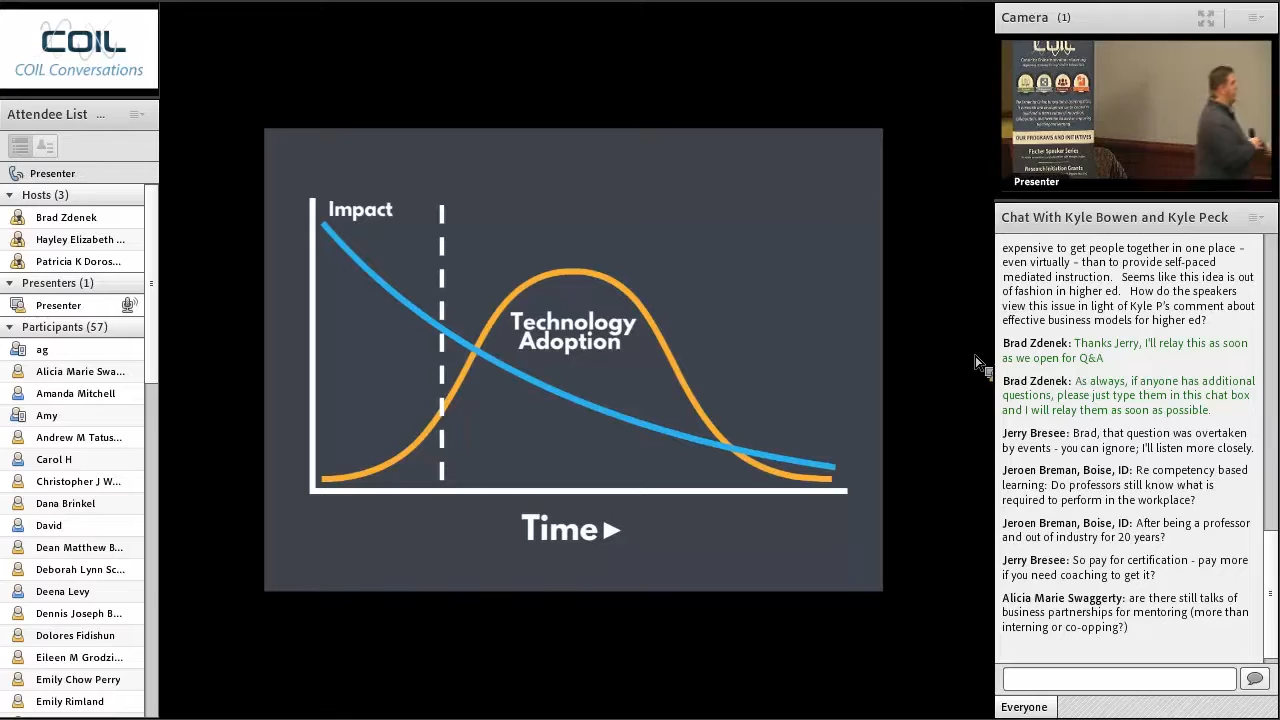 COIL
COIL Conversations
Attendee List ...
Presenter
Hosts (3)
Brad Zdenek
Hayley Elizabeth ...
Patricia K Doros...
Presenters (1)
Presenter
Participants (57)
ag
Alicia Marie Swa...
Amanda Mitchell
Amy
Andrew M Tatus...
Carol H
Christopher J W...
Dana Brinkel
David
Dean Matthew B...
Deborah Lynn Sc...
Deena Levy
Dennis Joseph B...
Dolores Fidishun
Eileen M Grodzi...
Emily Chow Perry
Emily Rimland
Impact
Technology
Adoption
Time
Camera (1)
COIL
OUR PROGRAMS AND INITIATIVES
Fischer Speaker Series
Research Initiation Grants
Presenter
Chat With Kyle Bowen and Kyle Peck
expensive to get people together in one place –
even virtually – than to provide self-paced
mediated instruction. Seems like this idea is out
of fashion in higher ed. How do the speakers
view this issue in light of Kyle P's comment about
effective business models for higher ed?
Brad Zdenek: Thanks Jerry, I'll relay this as soon
as we open for Q&A
Brad Zdenek: As always, if anyone has additional
questions, please just type them in this chat box
and I will relay them as soon as possible.
Jerry Bresee: Brad, that question was overtaken
by events - you can ignore; I'll listen more closely.
Jeroen Breman, Boise, ID: Re competency based
learning: Do professors still know what is
required to perform in the workplace?
Jeroen Breman, Boise, ID: After being a professor
and out of industry for 20 years?
Jerry Bresee: So pay for certification - pay more
if you need coaching to get it?
Alicia Marie Swaggerty: are there still talks of
business partnerships for mentoring (more than
interning or co-opping?)
Everyone